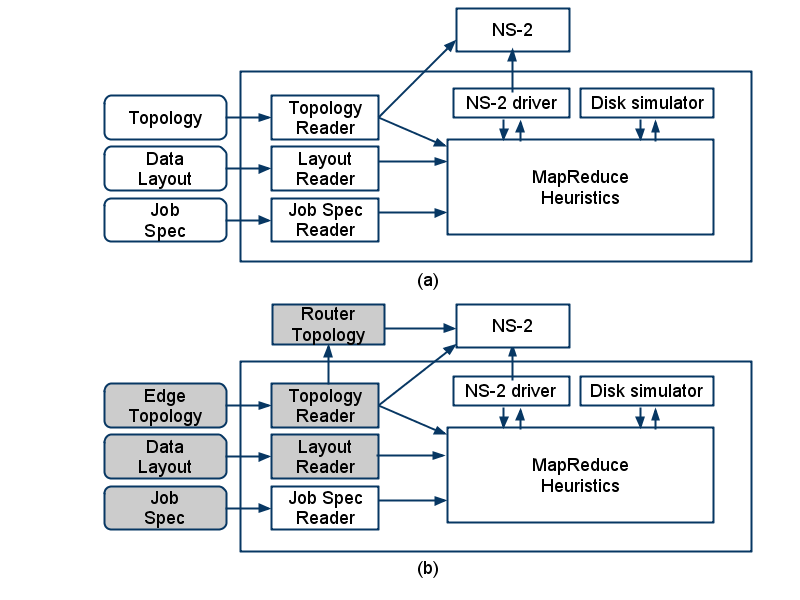 NS-2
NS-2 driver
Disk simulator
Topology
Topology
Reader
Data
Layout
Layout
Reader
MapReduce
Heuristics
Job
Spec
Job Spec
Reader
(a)
Router
Topology
NS-2
NS-2 driver
Disk simulator
Edge
Topology
Topology
Reader
Data
Layout
Layout
Reader
MapReduce
Heuristics
Job
Spec
Job Spec
Reader
(b)